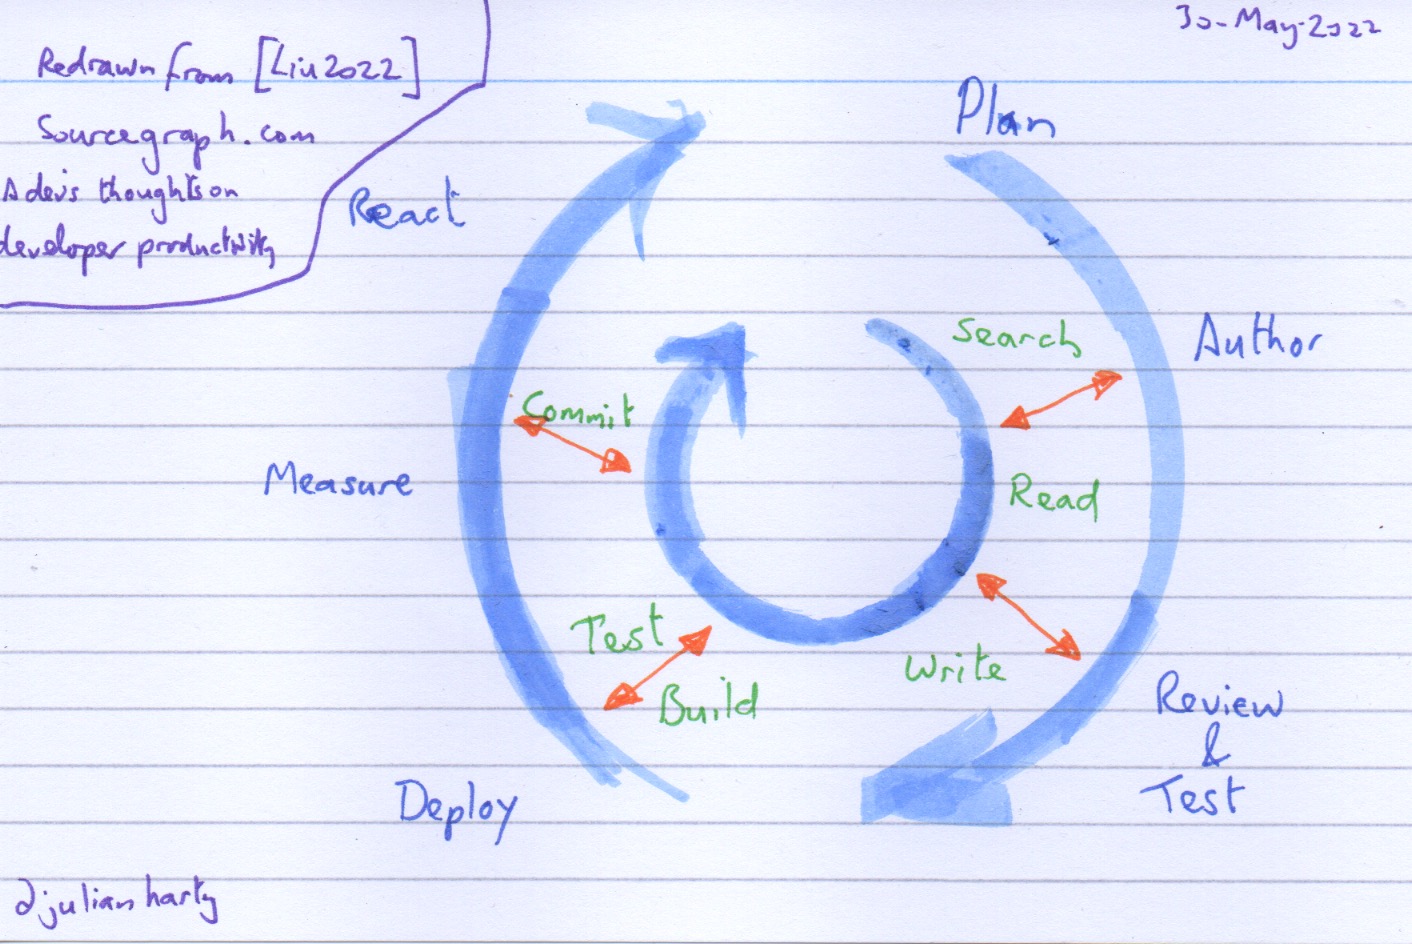 30-May-2022
Redrawn from [Liu2022]
Sourcegraph.com
A dev's thoughts on
developer productivity
Plan
React
Search
Author
Commit
Measure
Read
Test
Build
Write
Review
&
Test
Deploy
@julianharty